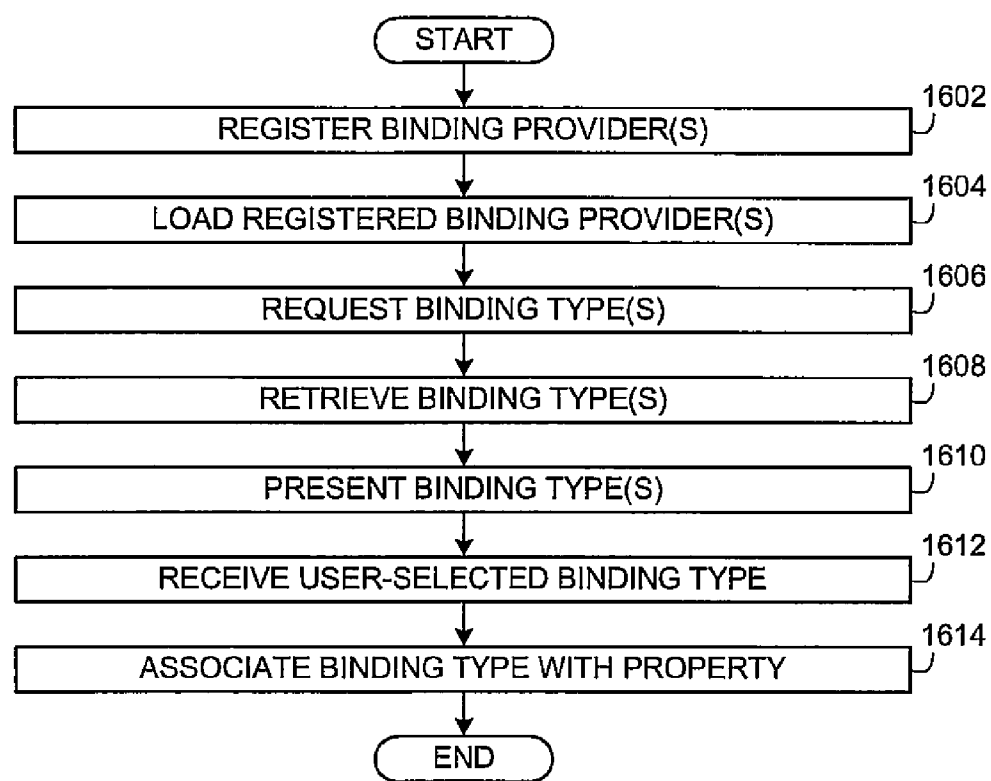 START
REGISTER BINDING PROVIDER(S)
1602
LOAD REGISTERED BINDING PROVIDER(S)
1604
REQUEST BINDING TYPE(S)
1606
RETRIEVE BINDING TYPE(S)
1608
PRESENT BINDING TYPE(S)
1610
RECEIVE USER-SELECTED BINDING TYPE
1612
ASSOCIATE BINDING TYPE WITH PROPERTY
1614
END